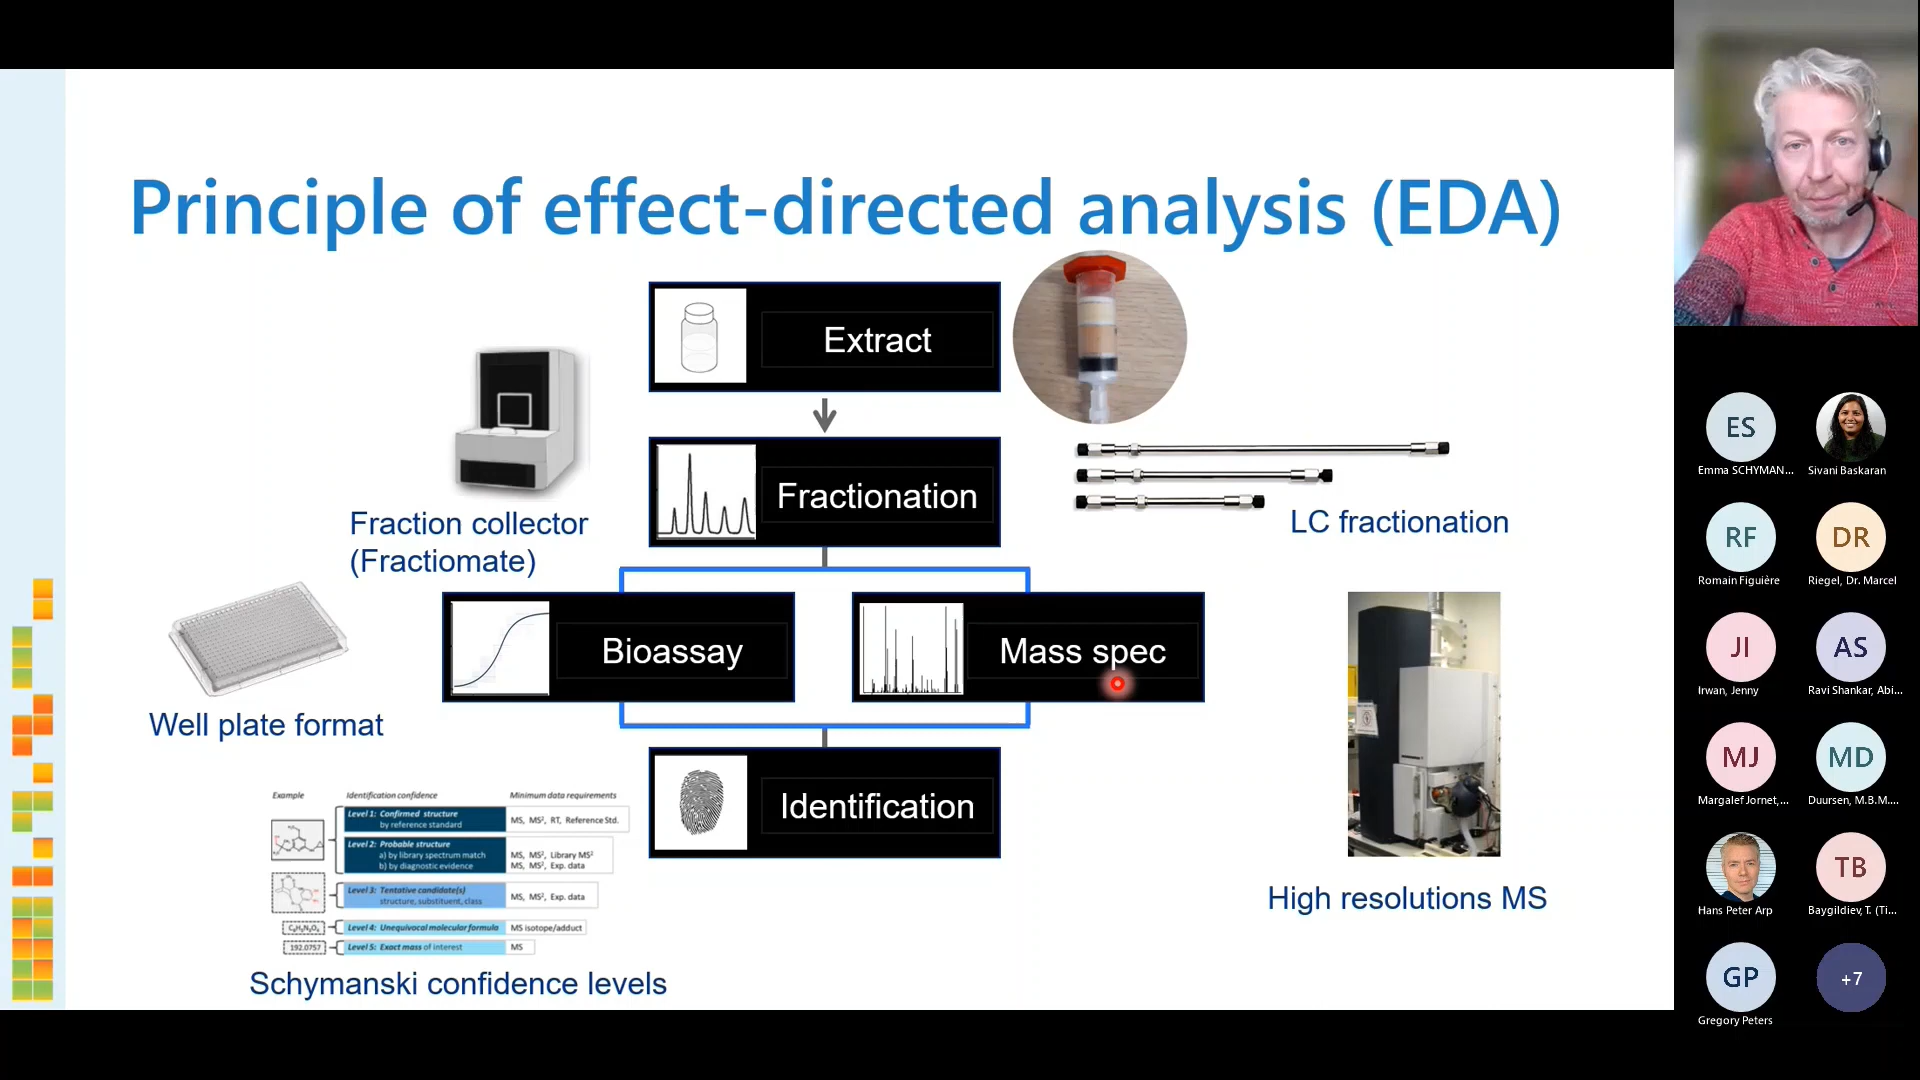 Principle of effect-directed analysis (EDA)
Extract
Fractionation
Fraction collector
(Fractiomate)
LC fractionation
Bioassay
Mass spec
Well plate format
Identification
High resolutions MS
Example Identification confidence Minimum data requirements
Level 1: Confirmed structure
by reference standard
MS, MS², RT, Reference Std.
Level 2: Probable structure
a) by library spectrum match
b) by diagnostic evidence
MS, MS², Library MS²
MS, MS², Exp. data
Level 3: Tentative candidate(s)
structure, substituent, class
MS, MS², Exp. data
Level 4: Unequivocal molecular formula
MS isotope/adduct
192.0757
Level 5: Exact mass of interest
MS
Schymanski confidence levels
ES
Emma SCHYMAN...
Sivani Baskaran
RF
Romain Figuière
DR
Riegel, Dr. Marcel
JI
Irwan, Jenny
AS
Ravi Shankar, Abi...
MJ
Margalef Jornet,...
MD
Duursen, M.B.M....
Hans Peter Arp
TB
Baygildiev, T. (Ti...
GP
Gregory Peters
+7